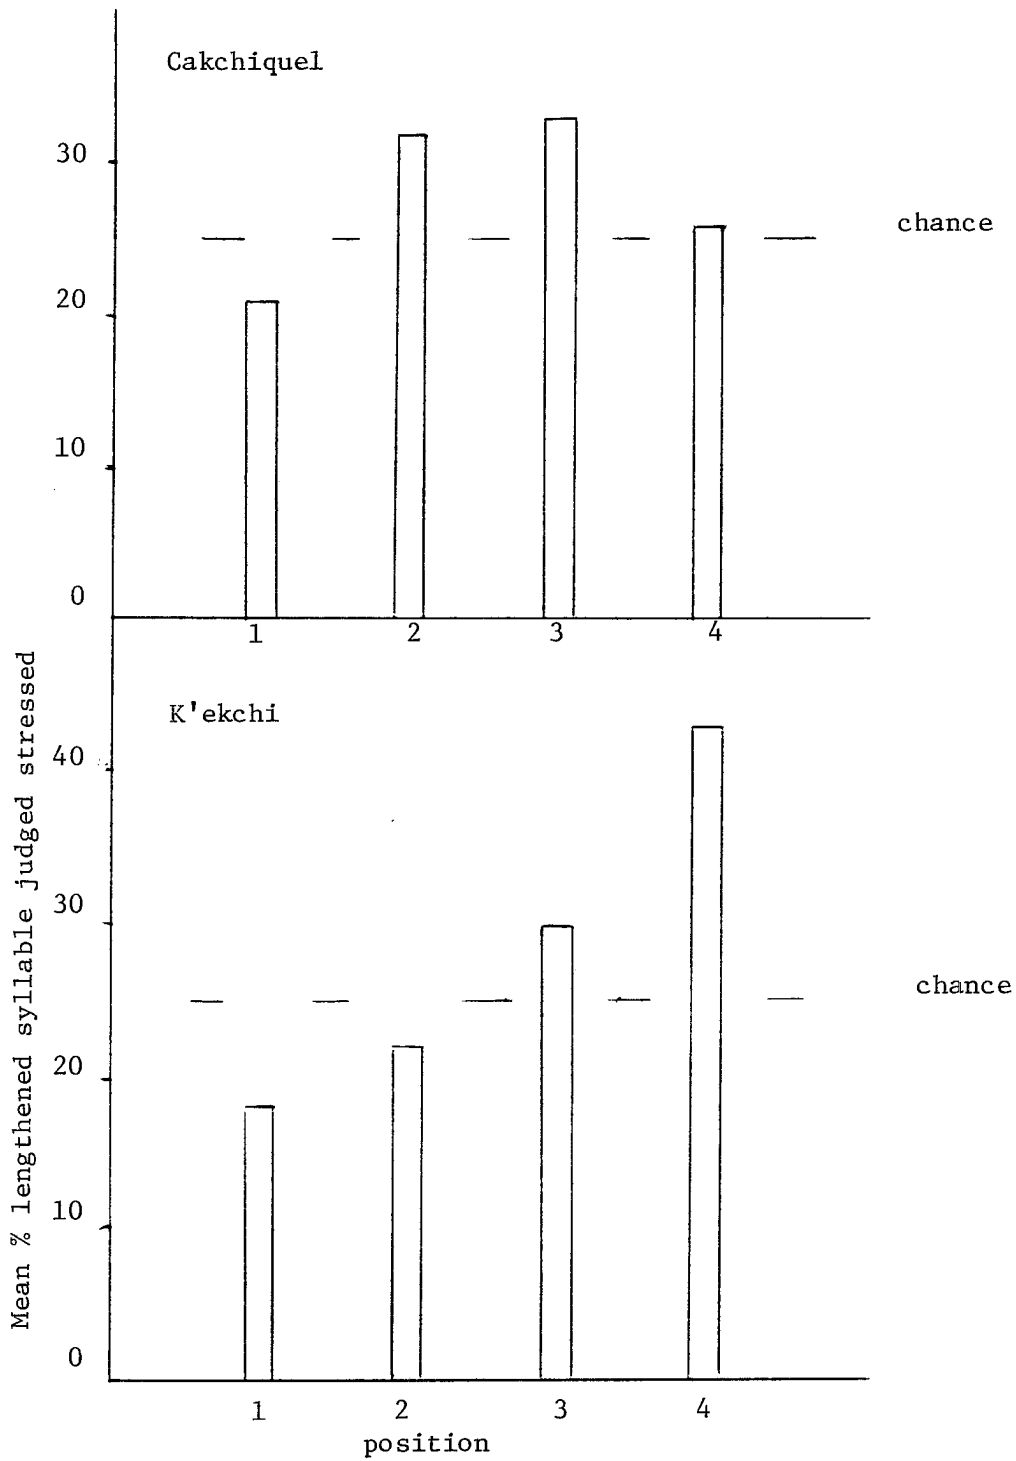 Cakchiquel
30
chance
20
10
0
1 2 3 4
Mean % lengthened syllable judged stressed
K'ekchi
40
30
chance
20
10
0
1 2 3 4
position